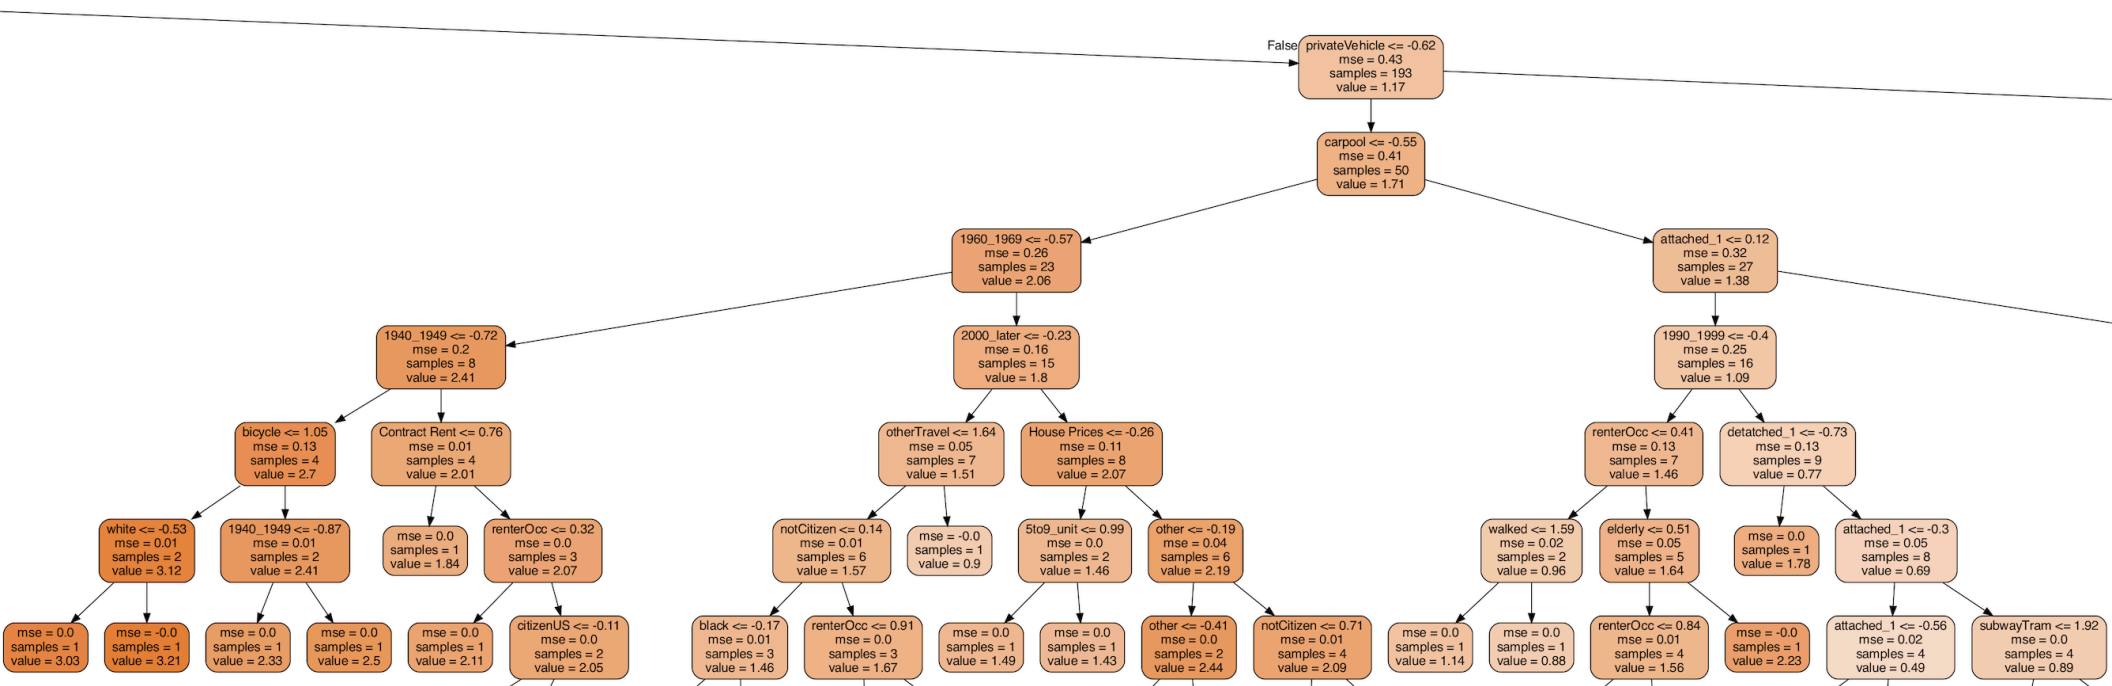 False
privateVehicle <= -0.62
mse = 0.43
samples = 193
value = 1.17
carpool <= -0.55
mse = 0.41
samples = 50
value = 1.71
1960_1969 <= -0.57
mse = 0.26
samples = 23
value = 2.06
attached_1 <= 0.12
mse = 0.32
samples = 27
value = 1.38
1940_1949 <= -0.72
mse = 0.2
samples = 8
value = 2.41
2000_later <= -0.23
mse = 0.16
samples = 15
value = 1.8
1990_1999 <= -0.4
mse = 0.25
samples = 16
value = 1.09
bicycle <= 1.05
mse = 0.13
samples = 4
value = 2.7
Contract Rent <= 0.76
mse = 0.01
samples = 4
value = 2.01
otherTravel <= 1.64
mse = 0.05
samples = 7
value = 1.51
House Prices <= -0.26
mse = 0.11
samples = 8
value = 2.07
renterOcc <= 0.41
mse = 0.13
samples = 7
value = 1.46
detatched_1 <= -0.73
mse = 0.13
samples = 9
value = 0.77
white <= -0.53
mse = 0.01
samples = 2
value = 3.12
1940_1949 <= -0.87
mse = 0.01
samples = 2
value = 2.41
mse = 0.0
samples = 1
value = 1.84
renterOcc <= 0.32
mse = 0.0
samples = 3
value = 2.07
notCitizen <= 0.14
mse = 0.01
samples = 6
value = 1.57
mse = -0.0
samples = 1
value = 0.9
5to9_unit <= 0.99
mse = 0.0
samples = 2
value = 1.46
other <= -0.19
mse = 0.04
samples = 6
value = 2.19
walked <= 1.59
mse = 0.02
samples = 2
value = 0.96
elderly <= 0.51
mse = 0.05
samples = 5
value = 1.64
mse = 0.0
samples = 1
value = 1.78
attached_1 <= -0.3
mse = 0.05
samples = 8
value = 0.69
mse = 0.0
samples = 1
value = 3.03
mse = -0.0
samples = 1
value = 3.21
mse = 0.0
samples = 1
value = 2.33
mse = 0.0
samples = 1
value = 2.5
mse = 0.0
samples = 1
value = 2.11
citizenUS <= -0.11
mse = 0.0
samples = 2
value = 2.05
black <= -0.17
mse = 0.01
samples = 3
value = 1.46
renterOcc <= 0.91
mse = 0.0
samples = 3
value = 1.67
mse = 0.0
samples = 1
value = 1.49
mse = 0.0
samples = 1
value = 1.43
other <= -0.41
mse = 0.0
samples = 2
value = 2.44
notCitizen <= 0.71
mse = 0.01
samples = 4
value = 2.09
mse = 0.0
samples = 1
value = 1.14
mse = 0.0
samples = 1
value = 0.88
renterOcc <= 0.84
mse = 0.01
samples = 4
value = 1.56
mse = -0.0
samples = 1
value = 2.23
attached_1 <= -0.56
mse = 0.02
samples = 4
value = 0.49
subwayTram <= 1.92
mse = 0.0
samples = 4
value = 0.89